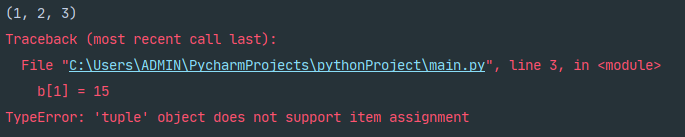 (1, 2, 3)
Traceback (most recent call last):
  File "C:\Users\ADMIN\PycharmProjects\pythonProject\main.py", line 3, in <module>
    b[1] = 15
TypeError: 'tuple' object does not support item assignment